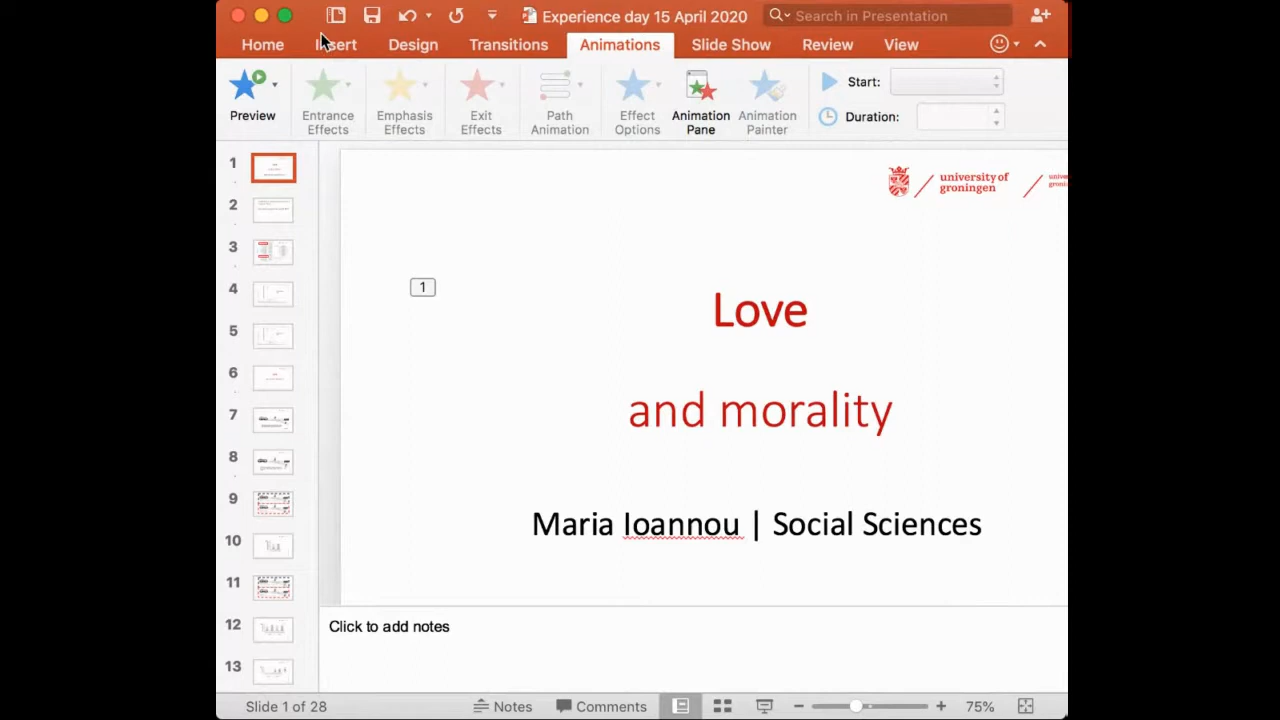 Experience day 15 April 2020
Search in Presentation
Home Insert Design Transitions Animations Slide Show Review View
Preview
Entrance Effects
Emphasis Effects
Exit Effects
Path Animation
Effect Options
Animation Pane
Animation Painter
Start:
Duration:
university of
groningen
1
Love
and morality
Maria Ioannou | Social Sciences
1
2
3
4
5
6
7
8
9
10
11
12
13
Click to add notes
Slide 1 of 28 Notes Comments 75%